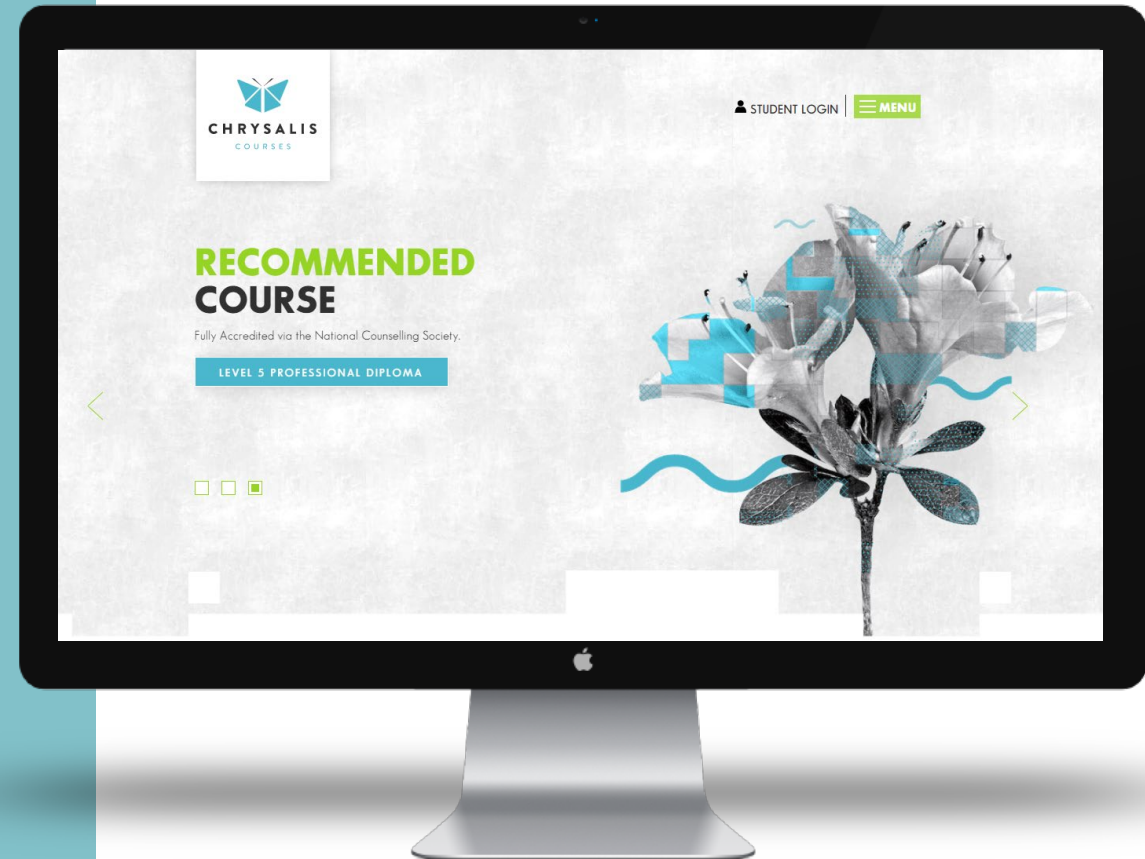 CHRYSALIS
COURSES
STUDENT LOGIN
MENU
RECOMMENDED
COURSE
Fully Accredited via the National Counselling Society.
LEVEL 5 PROFESSIONAL DIPLOMA